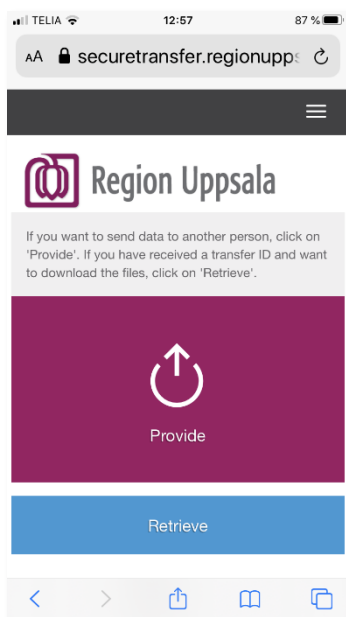 TELIA 12:57 87 %
AA securetransfer.regionupps
Region Uppsala
If you want to send data to another person, click on
'Provide'. If you have received a transfer ID and want
to download the files, click on 'Retrieve'.
Provide
Retrieve